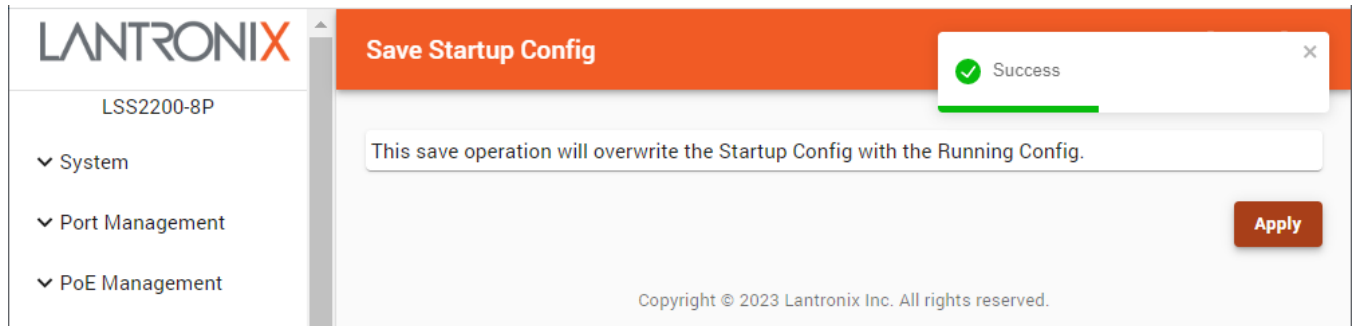 LANTRONIX
LSS2200-8P
System
Port Management
PoE Management
Save Startup Config
Success
This save operation will overwrite the Startup Config with the Running Config.
Apply
Copyright © 2023 Lantronix Inc. All rights reserved.